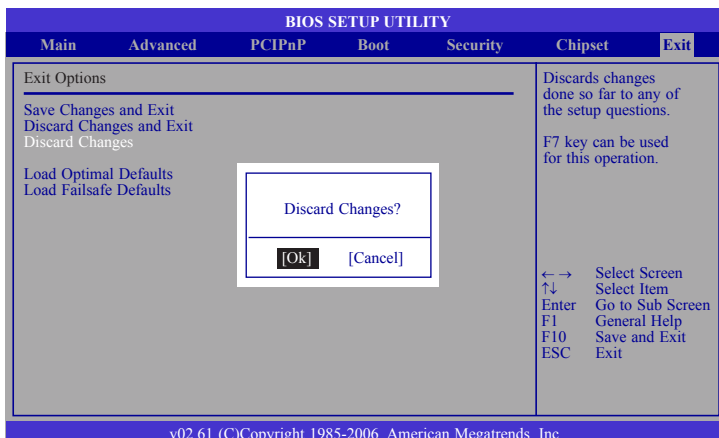 BIOS SETUP UTILITY
Main Advanced PCIPnP Boot Security Chipset Exit
Exit Options
Save Changes and Exit
Discard Changes and Exit
Discard Changes
Load Optimal Defaults
Load Failsafe Defaults
Discard Changes?
[Ok] [Cancel]
Discards changes
done so far to any of
the setup questions.
F7 key can be used
for this operation.
←→ Select Screen
↑↓ Select Item
Enter Go to Sub Screen
F1 General Help
F10 Save and Exit
ESC Exit
v02.61 (C)Copyright 1985-2006, American Megatrends, Inc.